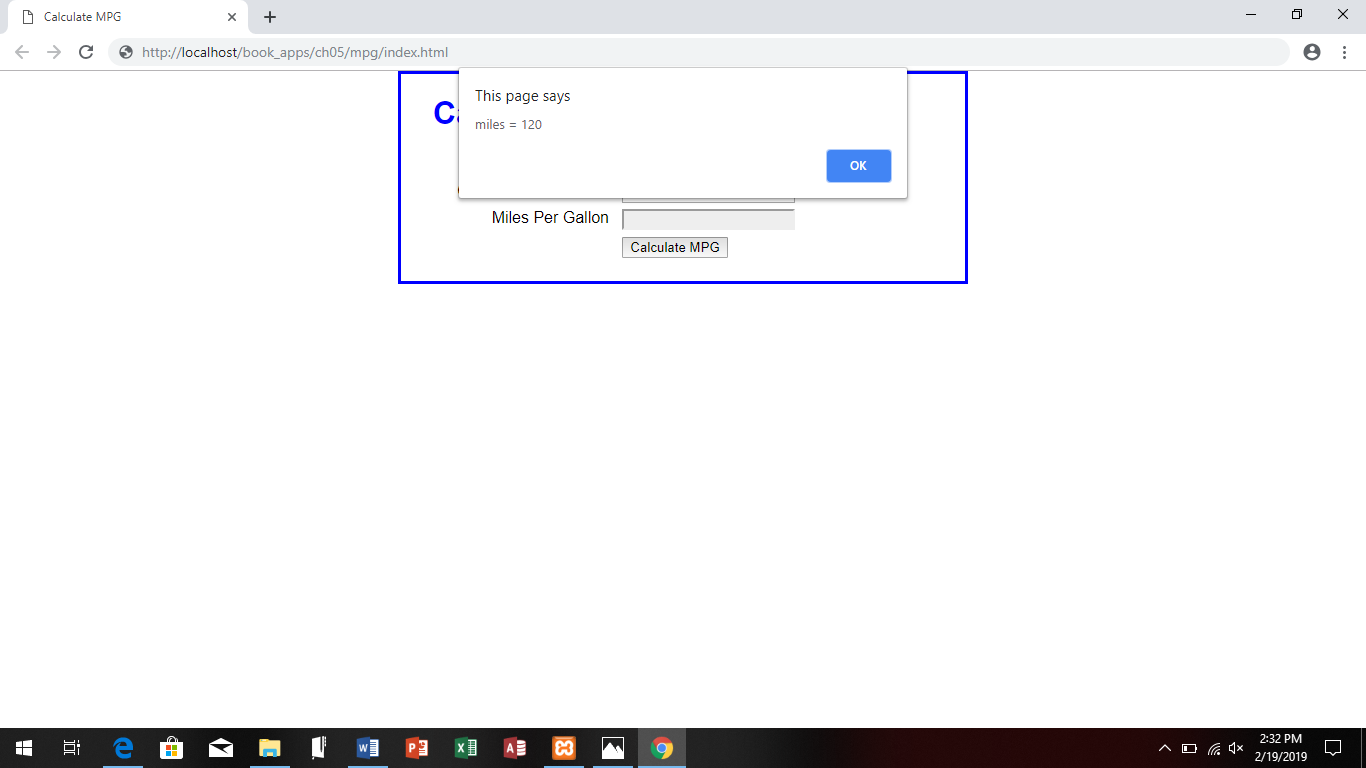 Calculate MPG
http://localhost/book_apps/ch05/mpg/index.html
This page says
miles = 120
OK
Miles Per Gallon
Calculate MPG
2:32 PM
2/19/2019